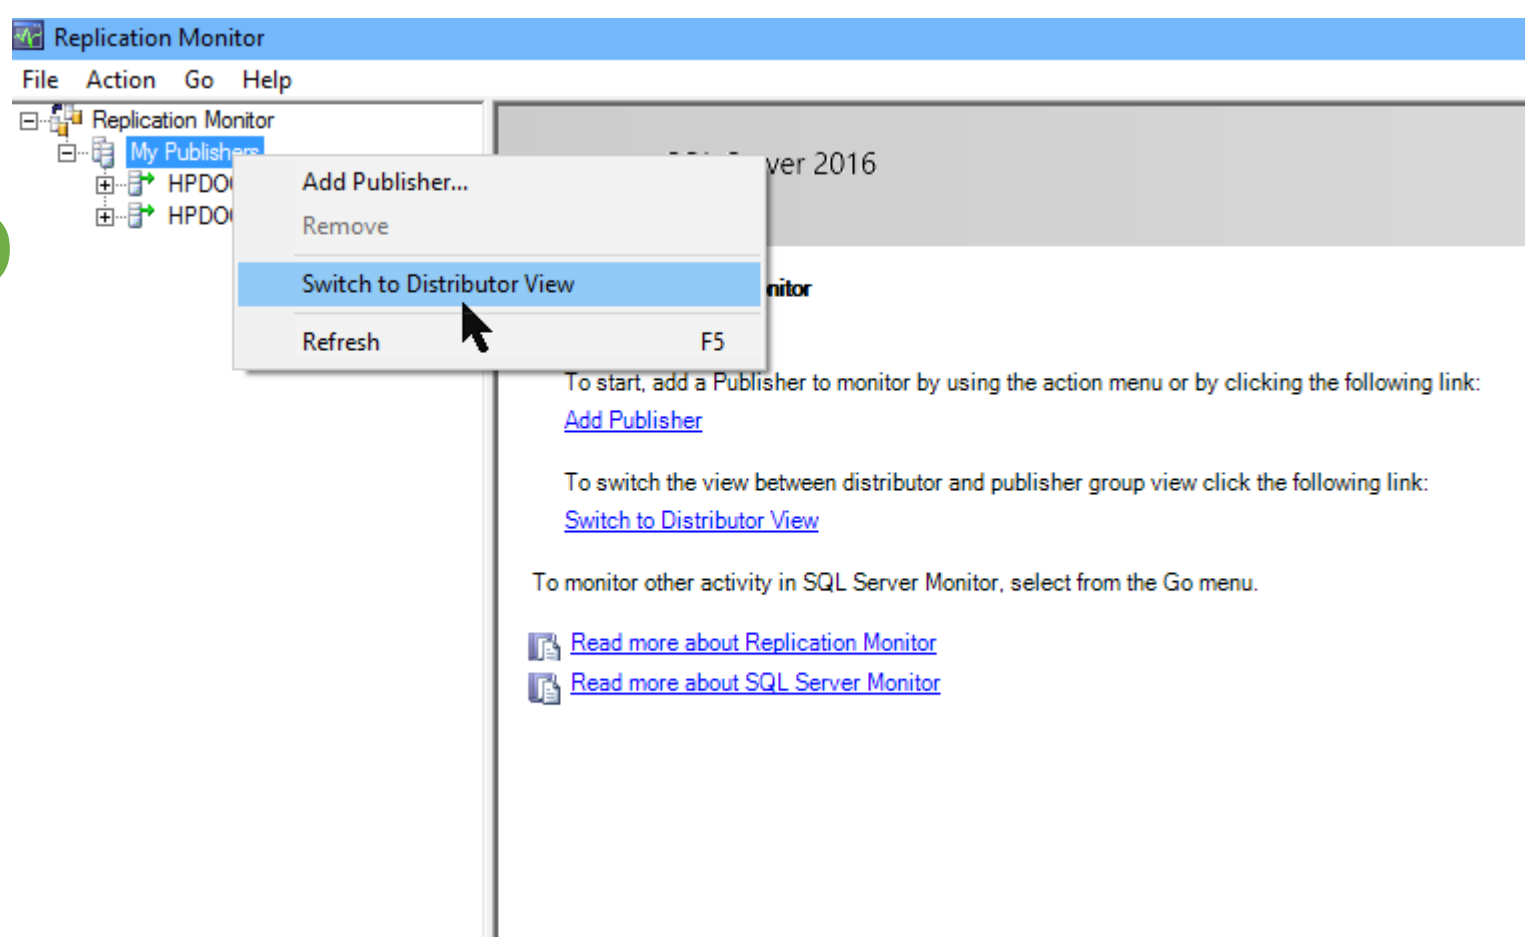 Replication Monitor
File Action Go Help
Replication Monitor
My Publishers
HPDO
HPDO
Add Publisher...
Remove
Switch to Distributor View
Refresh F5
ver 2016
nitor
To start, add a Publisher to monitor by using the action menu or by clicking the following link:
Add Publisher
To switch the view between distributor and publisher group view click the following link:
Switch to Distributor View
To monitor other activity in SQL Server Monitor, select from the Go menu.
Read more about Replication Monitor
Read more about SQL Server Monitor